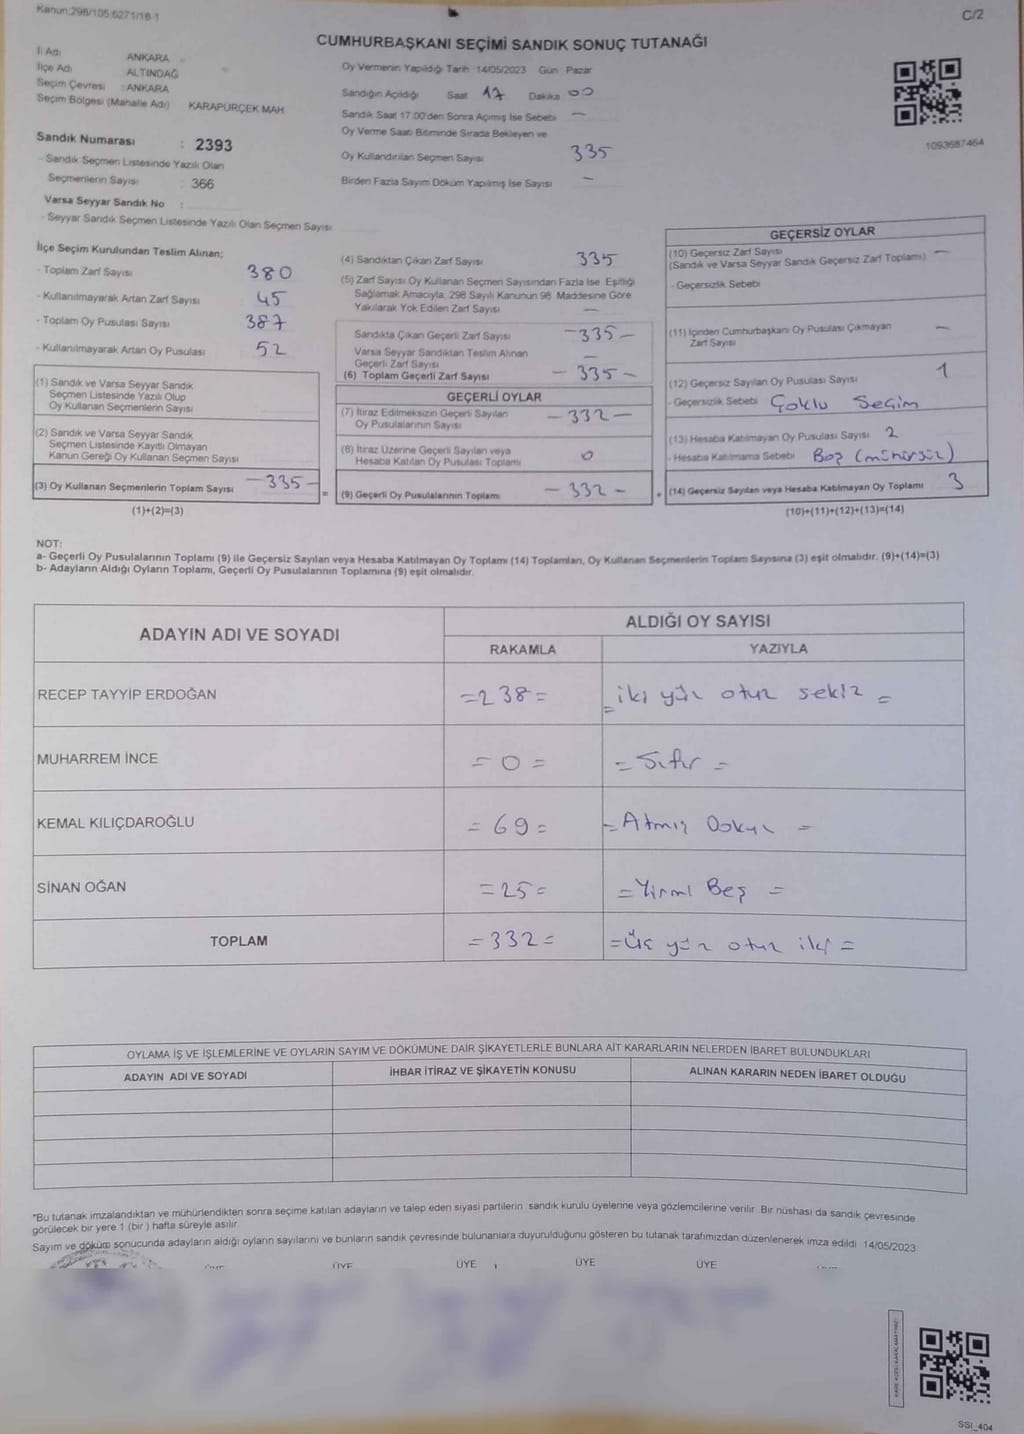 Kanun:298/105,6271/18-1
C/2
CUMHURBAŞKANI SEÇİMİ SANDIK SONUÇ TUTANAĞI
İl Adı : ANKARA
İlçe Adı : ALTINDAĞ
Seçim Çevresi : ANKARA
Seçim Bölgesi (Mahalle Adı) KARAPÜRÇEK MAH
Sandık Numarası : 2393
- Sandık Seçmen Listesinde Yazılı Olan
Seçmenlerin Sayısı : 366
Varsa Seyyar Sandık No :
- Seyyar Sandık Seçmen Listesinde Yazılı Olan Seçmen Sayısı
Oy Vermenin Yapıldığı Tarih 14/05/2023 Gün Pazar
Sandığın Açıldığı Saat 17 Dakika 00
Sandık Saat 17.00'den Sonra Açılmış İse Sebebi —
Oy Verme Saati Bitiminde Sırada Bekleyen ve
Oy Kullandırılan Seçmen Sayısı 335
Birden Fazla Sayım Döküm Yapılmış İse Sayısı —
1093687464
İlçe Seçim Kurulundan Teslim Alınan;
- Toplam Zarf Sayısı 380
- Kullanılmayarak Artan Zarf Sayısı 45
- Toplam Oy Pusulası Sayısı 387
- Kullanılmayarak Artan Oy Pusulası 52
(1) Sandık ve Varsa Seyyar Sandık
Seçmen Listesinde Yazılı Olup
Oy Kullanan Seçmenlerin Sayısı
(2) Sandık ve Varsa Seyyar Sandık
Seçmen Listesinde Kayıtlı Olmayan
Kanun Gereği Oy Kullanan Seçmen Sayısı
(3) Oy Kullanan Seçmenlerin Toplam Sayısı —335—
(1)+(2)=(3)
(4) Sandıktan Çıkan Zarf Sayısı 335
(5) Zarf Sayısı Oy Kullanan Seçmen Sayısından Fazla İse Eşitliği
Sağlamak Amacıyla, 298 Sayılı Kanunun 98. Maddesine Göre
Yakılarak Yok Edilen Zarf Sayısı —
Sandıkta Çıkan Geçerli Zarf Sayısı —335—
Varsa Seyyar Sandıktan Teslim Alınan
Geçerli Zarf Sayısı —
(6) Toplam Geçerli Zarf Sayısı —335—
GEÇERLİ OYLAR
(7) İtiraz Edilmeksizin Geçerli Sayılan
Oy Pusulalarının Sayısı —332—
(8) İtiraz Üzerine Geçerli Sayılan veya
Hesaba Katılan Oy Pusulası Toplamı 0
= (9) Geçerli Oy Pusulalarının Toplamı —332—
GEÇERSİZ OYLAR
(10) Geçersiz Zarf Sayısı —
(Sandık ve Varsa Seyyar Sandık Geçersiz Zarf Toplamı)
- Geçersizlik Sebebi
(11) İçinden Cumhurbaşkanı Oy Pusulası Çıkmayan —
Zarf Sayısı
(12) Geçersiz Sayılan Oy Pusulası Sayısı 1
- Geçersizlik Sebebi Çoklu Seçim
(13) Hesaba Katılmayan Oy Pusulası Sayısı 2
- Hesaba Katılmama Sebebi Boş (mühürsüz)
+ (14) Geçersiz Sayılan veya Hesaba Katılmayan Oy Toplamı 3
(10)+(11)+(12)+(13)=(14)
NOT:
a- Geçerli Oy Pusulalarının Toplamı (9) ile Geçersiz Sayılan veya Hesaba Katılmayan Oy Toplamı (14) Toplamları, Oy Kullanan Seçmenlerin Toplam Sayısına (3) eşit olmalıdır. (9)+(14)=(3)
b- Adayların Aldığı Oyların Toplamı, Geçerli Oy Pusulalarının Toplamına (9) eşit olmalıdır.
ADAYIN ADI VE SOYADI ALDIĞI OY SAYISI
RAKAMLA YAZIYLA
RECEP TAYYİP ERDOĞAN =238= =iki yüz otuz sekiz =
MUHARREM İNCE =0= =Sıfır =
KEMAL KILIÇDAROĞLU =69= =Atmış Dokuz =
SİNAN OĞAN =25= =Yirmi Beş =
TOPLAM =332= =Üç yüz otuz iki =
OYLAMA İŞ VE İŞLEMLERİNE VE OYLARIN SAYIM VE DÖKÜMÜNE DAİR ŞİKAYETLERLE BUNLARA AİT KARARLARIN NELERDEN İBARET BULUNDUKLARI
ADAYIN ADI VE SOYADI İHBAR İTİRAZ VE ŞİKAYETİN KONUSU ALINAN KARARIN NEDEN İBARET OLDUĞU
*Bu tutanak imzalandıktan ve mühürlendikten sonra seçime katılan adayların ve talep eden siyasi partilerin sandık kurulu üyelerine veya gözlemcilerine verilir. Bir nüshası da sandık çevresinde
görülecek bir yere 1 (bir ) hafta süreyle asılır.
Sayım ve döküm sonucunda adayların aldığı oyların sayılarını ve bunların sandık çevresinde bulunanlara duyurulduğunu gösteren bu tutanak tarafımızdan düzenlenerek imza edildi 14/05/2023
ÜYE ÜYE ÜYE ÜYE ÜYE
SSI_404